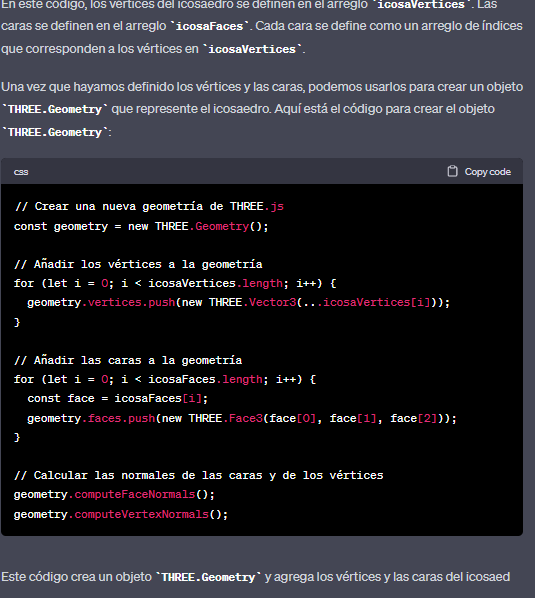 En este código, los vértices del icosaedro se definen en el arreglo `icosaVertices`. Las
caras se definen en el arreglo `icosaFaces`. Cada cara se define como un arreglo de índices
que corresponden a los vértices en `icosaVertices`.
Una vez que hayamos definido los vértices y las caras, podemos usarlos para crear un objeto
`THREE.Geometry` que represente el icosaedro. Aquí está el código para crear el objeto
`THREE.Geometry`:
css Copy code
// Crear una nueva geometría de THREE.js
const geometry = new THREE.Geometry();
// Añadir los vértices a la geometría
for (let i = 0; i < icosaVertices.length; i++) {
  geometry.vertices.push(new THREE.Vector3(...icosaVertices[i]));
}
// Añadir las caras a la geometría
for (let i = 0; i < icosaFaces.length; i++) {
  const face = icosaFaces[i];
  geometry.faces.push(new THREE.Face3(face[0], face[1], face[2]));
}
// Calcular las normales de las caras y de los vértices
geometry.computeFaceNormals();
geometry.computeVertexNormals();
Este código crea un objeto `THREE.Geometry` y agrega los vértices y las caras del icosaed